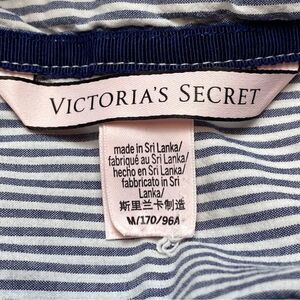 VICTORIA'S SECRET
made in Sri Lanka/
fabriqué au Sri Lanka/
hecho en Sri Lanka/
fabbricato in Sri
Lanka/
斯里兰卡制造
M/170/96A